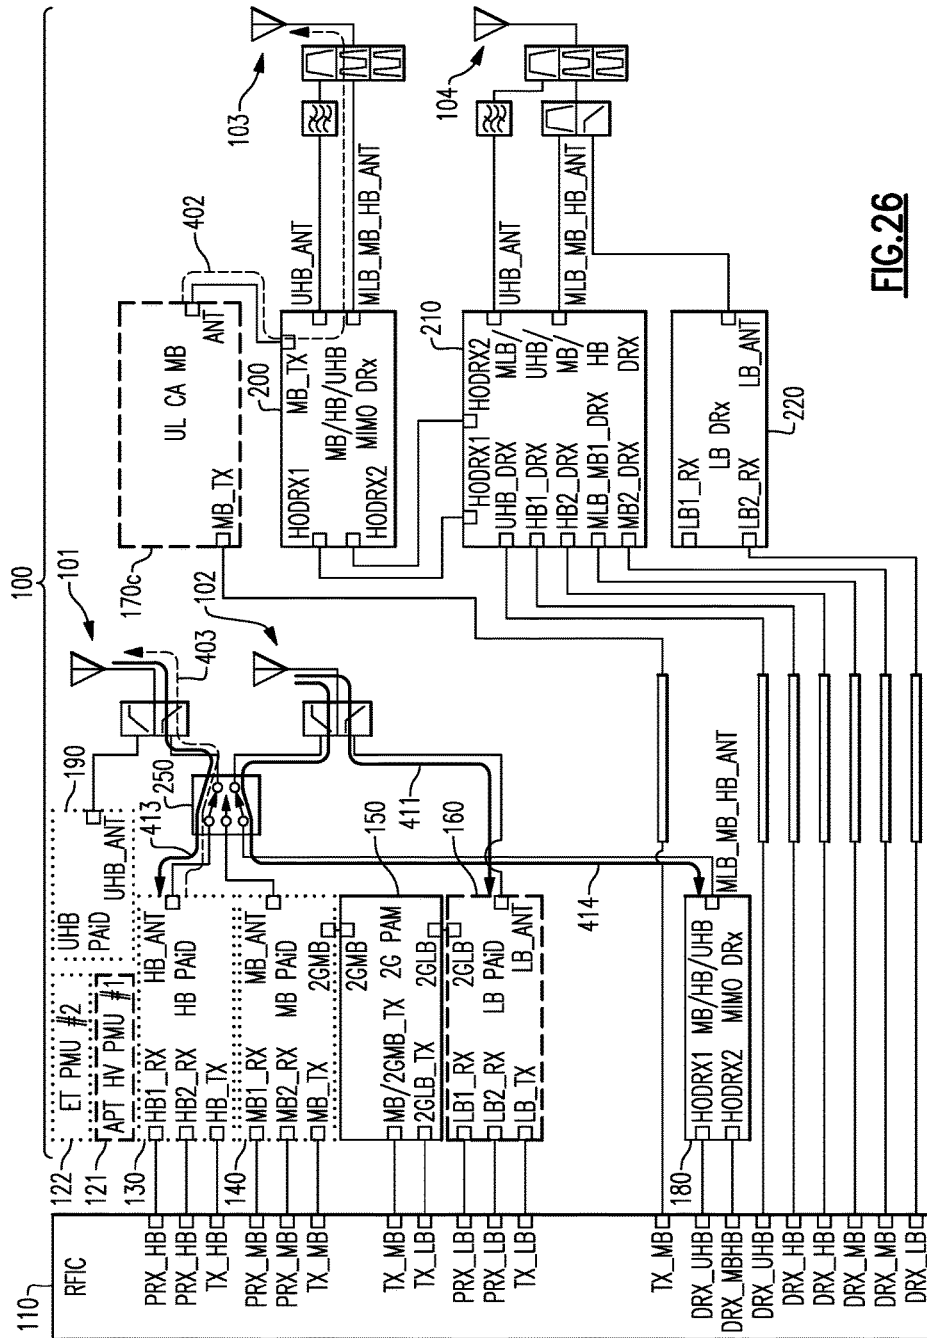 100
110
RFIC
122
ET PMU #2
121
APT HV PMU #1
UHB
PAiD
UHB_ANT
190
130
HB1_RX
HB2_RX
HB_TX
HB_ANT
HB PAiD
140
MB1_RX
MB2_RX
MB_TX
MB_ANT
MB PAiD
2GMB
2GMB
MB/2GMB_TX
2GLB_TX
2G PAM
2GLB
150
2GLB
LB1_RX
LB2_RX
LB_TX
LB PAiD
LB_ANT
160
PRX_HB
PRX_HB
TX_HB
PRX_MB
PRX_MB
TX_MB
TX_MB
TX_LB
PRX_LB
PRX_LB
TX_LB
TX_MB
DRX_UHB
DRX_MBHB
DRX_UHB
DRX_HB
DRX_HB
DRX_MB
DRX_MB
DRX_LB
180
HODRX1
HODRX2
MB/HB/UHB
MIMO DRx
MLB_MB_HB_ANT
413
250
403
101
102
411
414
170c
MB_TX
UL CA MB
ANT
402
200
HODRX1
HODRX2
MB_TX
MB/HB/UHB
MIMO DRx
UHB_ANT
MLB_MB_HB_ANT
103
210
HODRX1
HODRX2
UHB_DRX
HB1_DRX
HB2_DRX
MLB_MB1_DRX
MB2_DRX
MLB/
UHB/
MB/
HB
DRX
UHB_ANT
MLB_MB_HB_ANT
104
LB1_RX
LB2_RX
LB DRx
LB_ANT
220
FIG.26